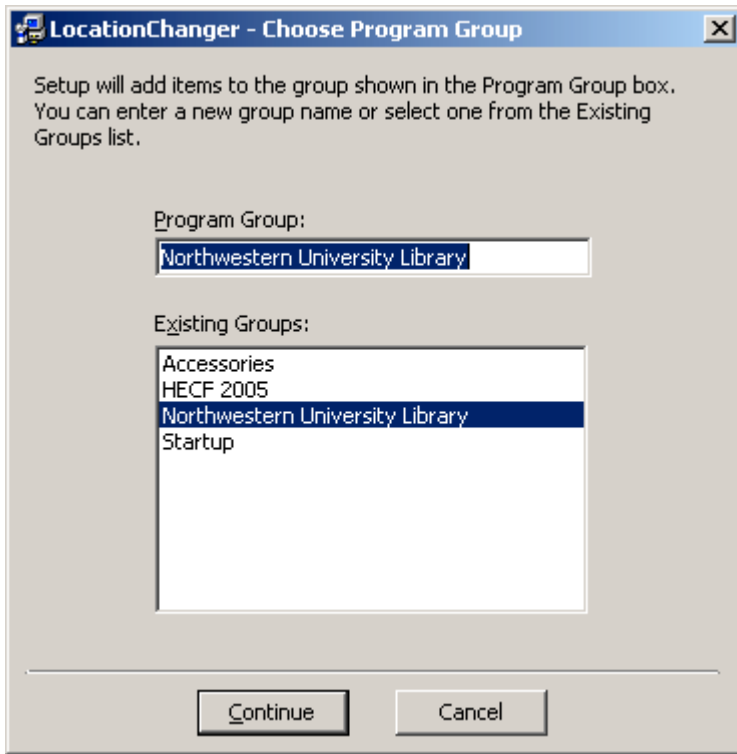 LocationChanger - Choose Program Group
Setup will add items to the group shown in the Program Group box.
You can enter a new group name or select one from the Existing
Groups list.
Program Group:
Northwestern University Library
Existing Groups:
Accessories
HECF 2005
Northwestern University Library
Startup
Continue Cancel